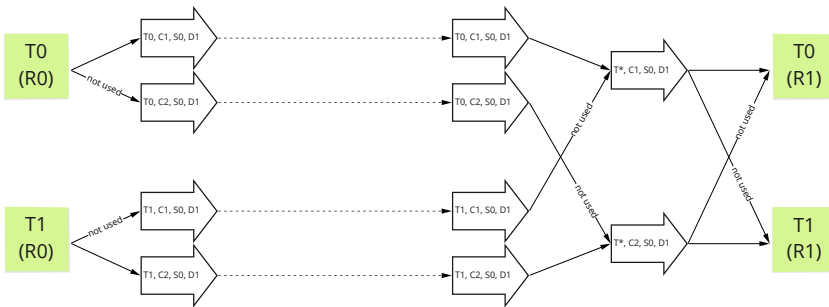 T0
(R0)
T0, C1, S0, D1
not used
T0, C2, S0, D1
T0, C1, S0, D1
T0, C2, S0, D1
T*, C1, S0, D1
not used
not used
T0
(R1)
not used
not used
T1
(R0)
not used
T1, C1, S0, D1
T1, C2, S0, D1
T1, C1, S0, D1
T1, C2, S0, D1
T*, C2, S0, D1
T1
(R1)